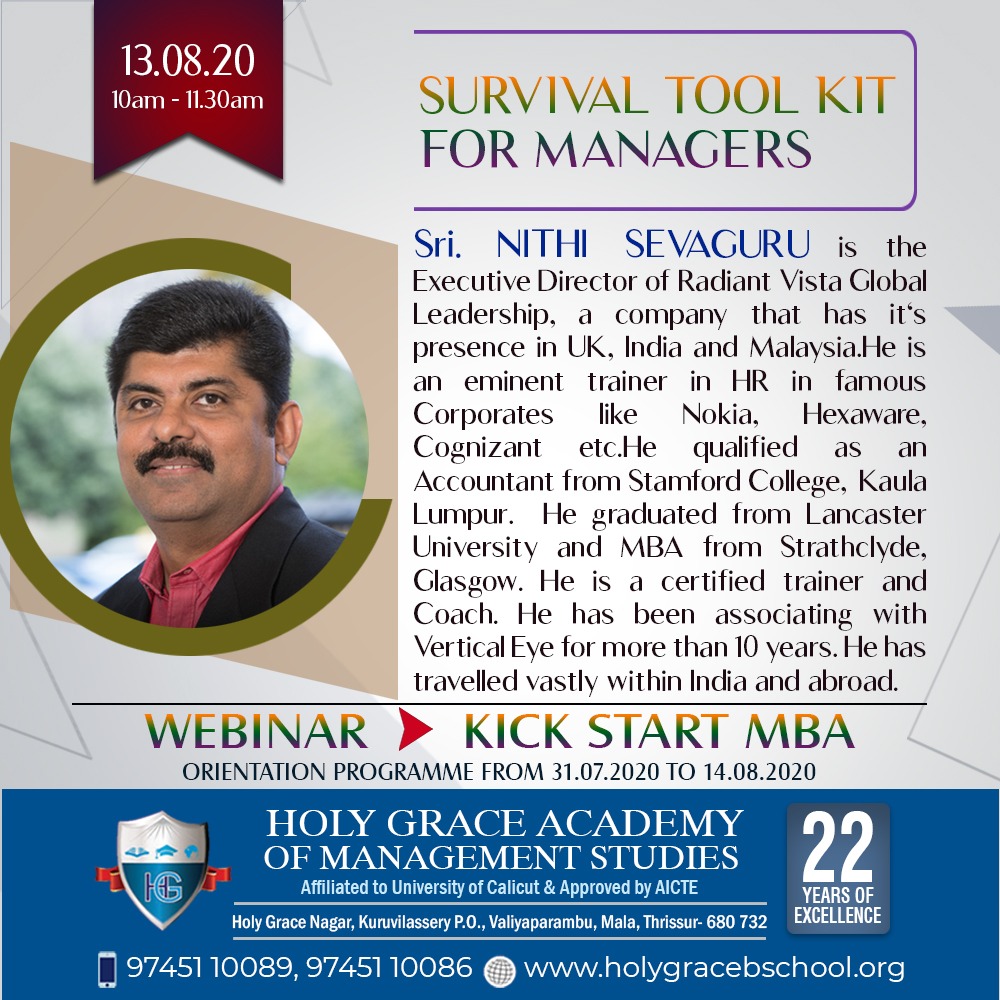 13.08.20
10am - 11.30am
SURVIVAL TOOL KIT
FOR MANAGERS
Sri. NITHI SEVAGURU is the
Executive Director of Radiant Vista Global
Leadership, a company that has it‘s
presence in UK, India and Malaysia.He is
an eminent trainer in HR in famous
Corporates like Nokia, Hexaware,
Cognizant etc.He qualified as an
Accountant from Stamford College, Kaula
Lumpur. He graduated from Lancaster
University and MBA from Strathclyde,
Glasgow. He is a certified trainer and
Coach. He has been associating with
Vertical Eye for more than 10 years. He has
travelled vastly within India and abroad.
WEBINAR KICK START MBA
ORIENTATION PROGRAMME FROM 31.07.2020 TO 14.08.2020
HG
HOLY GRACE ACADEMY
OF MANAGEMENT STUDIES
Affiliated to University of Calicut & Approved by AICTE
Holy Grace Nagar, Kuruvilassery P.O., Valiyaparambu, Mala, Thrissur- 680 732
22
YEARS OF
EXCELLENCE
97451 10089, 97451 10086 www.holygracebschool.org